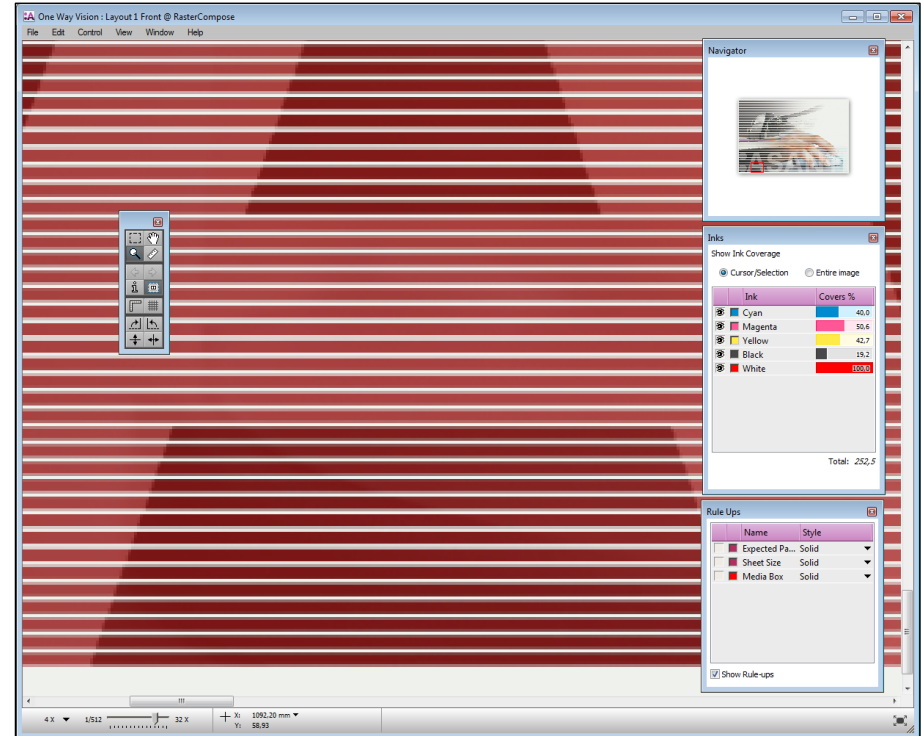 One Way Vision : Layout 1 Front @ RasterCompose
File Edit Control View Window Help
Navigator
Inks
Show Ink Coverage
Cursor/Selection Entire image
Ink Covers %
Cyan 40,0
Magenta 50,6
Yellow 42,7
Black 19,2
White 100,0
Total: 252,5
Rule Ups
Name Style
Expected Pa... Solid
Sheet Size Solid
Media Box Solid
Show Rule-ups
4 X 1/512 32 X X: 1092,20 mm
Y: 58,93